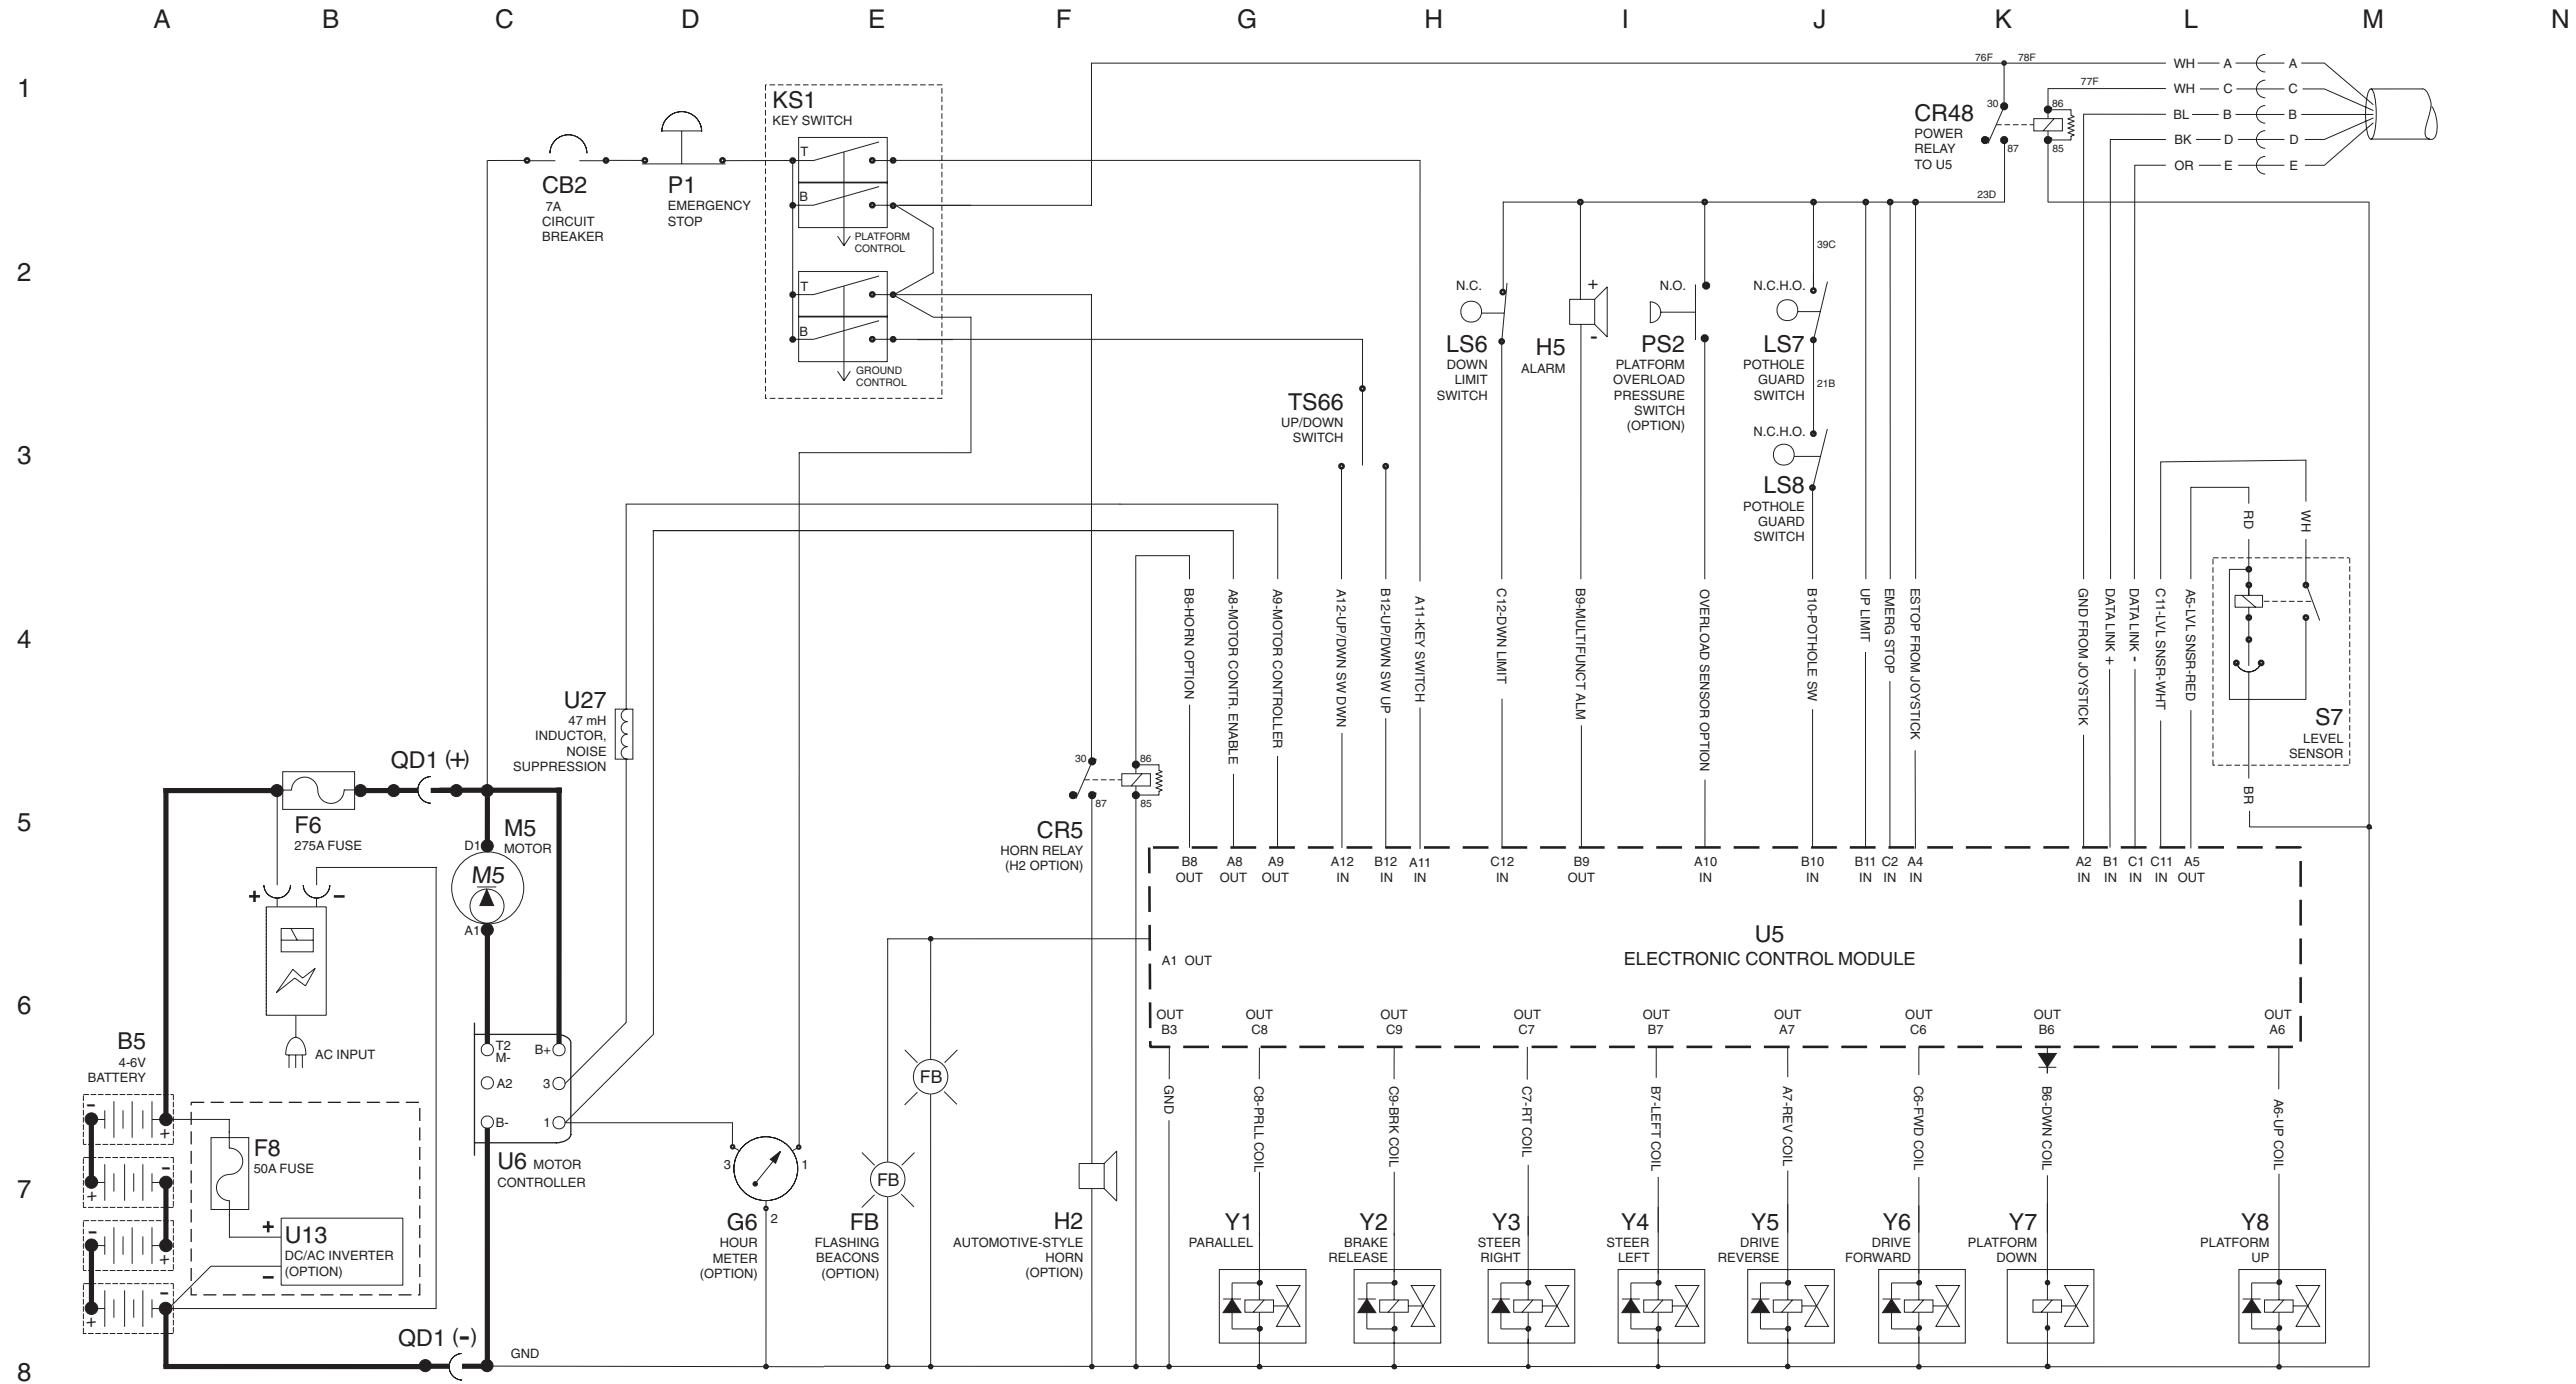 A B C D E F G H I J K L M N
1
2
3
4
5
6
7
8
KS1
KEY SWITCH
T
B
PLATFORM
CONTROL
T
B
GROUND
CONTROL
CB2
7A
CIRCUIT
BREAKER
P1
EMERGENCY
STOP
76F
78F
77F
30
86
87
85
CR48
POWER
RELAY
TO U5
23D
WH A A
WH C C
BL B B
BK D D
OR E E
N.C.
LS6
DOWN
LIMIT
SWITCH
+
-
H5
ALARM
N.O.
PS2
PLATFORM
OVERLOAD
PRESSURE
SWITCH
(OPTION)
39C
N.C.H.O.
LS7
POTHOLE
GUARD
SWITCH
21B
N.C.H.O.
LS8
POTHOLE
GUARD
SWITCH
TS66
UP/DOWN
SWITCH
RD
WH
S7
LEVEL
SENSOR
BR
B8-HORN OPTION
A8-MOTOR CONTR. ENABLE
A9-MOTOR CONTROLLER
A12-UP/DWN SW DWN
B12-UP/DWN SW UP
A11-KEY SWITCH
C12-DWN LIMIT
B9-MULTIFUNCT ALM
OVERLOAD SENSOR OPTION
B10-POTHOLE SW
UP LIMIT
EMERG STOP
ESTOP FROM JOYSTICK
GND FROM JOYSTICK
DATA LINK +
DATA LINK -
C11-LVL SNSR-WHT
A5-LVL SNSR-RED
U27
47 mH
INDUCTOR,
NOISE
SUPPRESSION
QD1 (+)
F6
275A FUSE
M5
MOTOR
D1
M5
A1
+
-
AC INPUT
30
86
87
85
CR5
HORN RELAY
(H2 OPTION)
B8 A8 A9 A12 B12 A11 C12 B9 A10 B10 B11 C2 A4 A2 B1 C1 C11 A5
OUT OUT OUT IN IN IN IN OUT IN IN IN IN IN IN IN IN IN OUT
U5
ELECTRONIC CONTROL MODULE
A1 OUT
OUT OUT OUT OUT OUT OUT OUT OUT OUT
B3 C8 C9 C7 B7 A7 C6 B6 A6
B5
4-6V
BATTERY
-
+
-
+
-
+
-
+
F8
50A FUSE
+
U13
DC/AC INVERTER
(OPTION)
-
T2
M-
B+
A2
3
B-
1
U6 MOTOR
CONTROLLER
3
1
2
G6
HOUR
METER
(OPTION)
FB
FB
FB
FLASHING
BEACONS
(OPTION)
H2
AUTOMOTIVE-STYLE
HORN
(OPTION)
GND
C8-PRLL COIL
C9-BRK COIL
C7-RT COIL
B7-LEFT COIL
A7-REV COIL
C6-FWD COIL
B6-DWN COIL
A6-UP COIL
Y1
PARALLEL
Y2
BRAKE
RELEASE
Y3
STEER
RIGHT
Y4
STEER
LEFT
Y5
DRIVE
REVERSE
Y6
DRIVE
FORWARD
Y7
PLATFORM
DOWN
Y8
PLATFORM
UP
QD1 (-)
GND